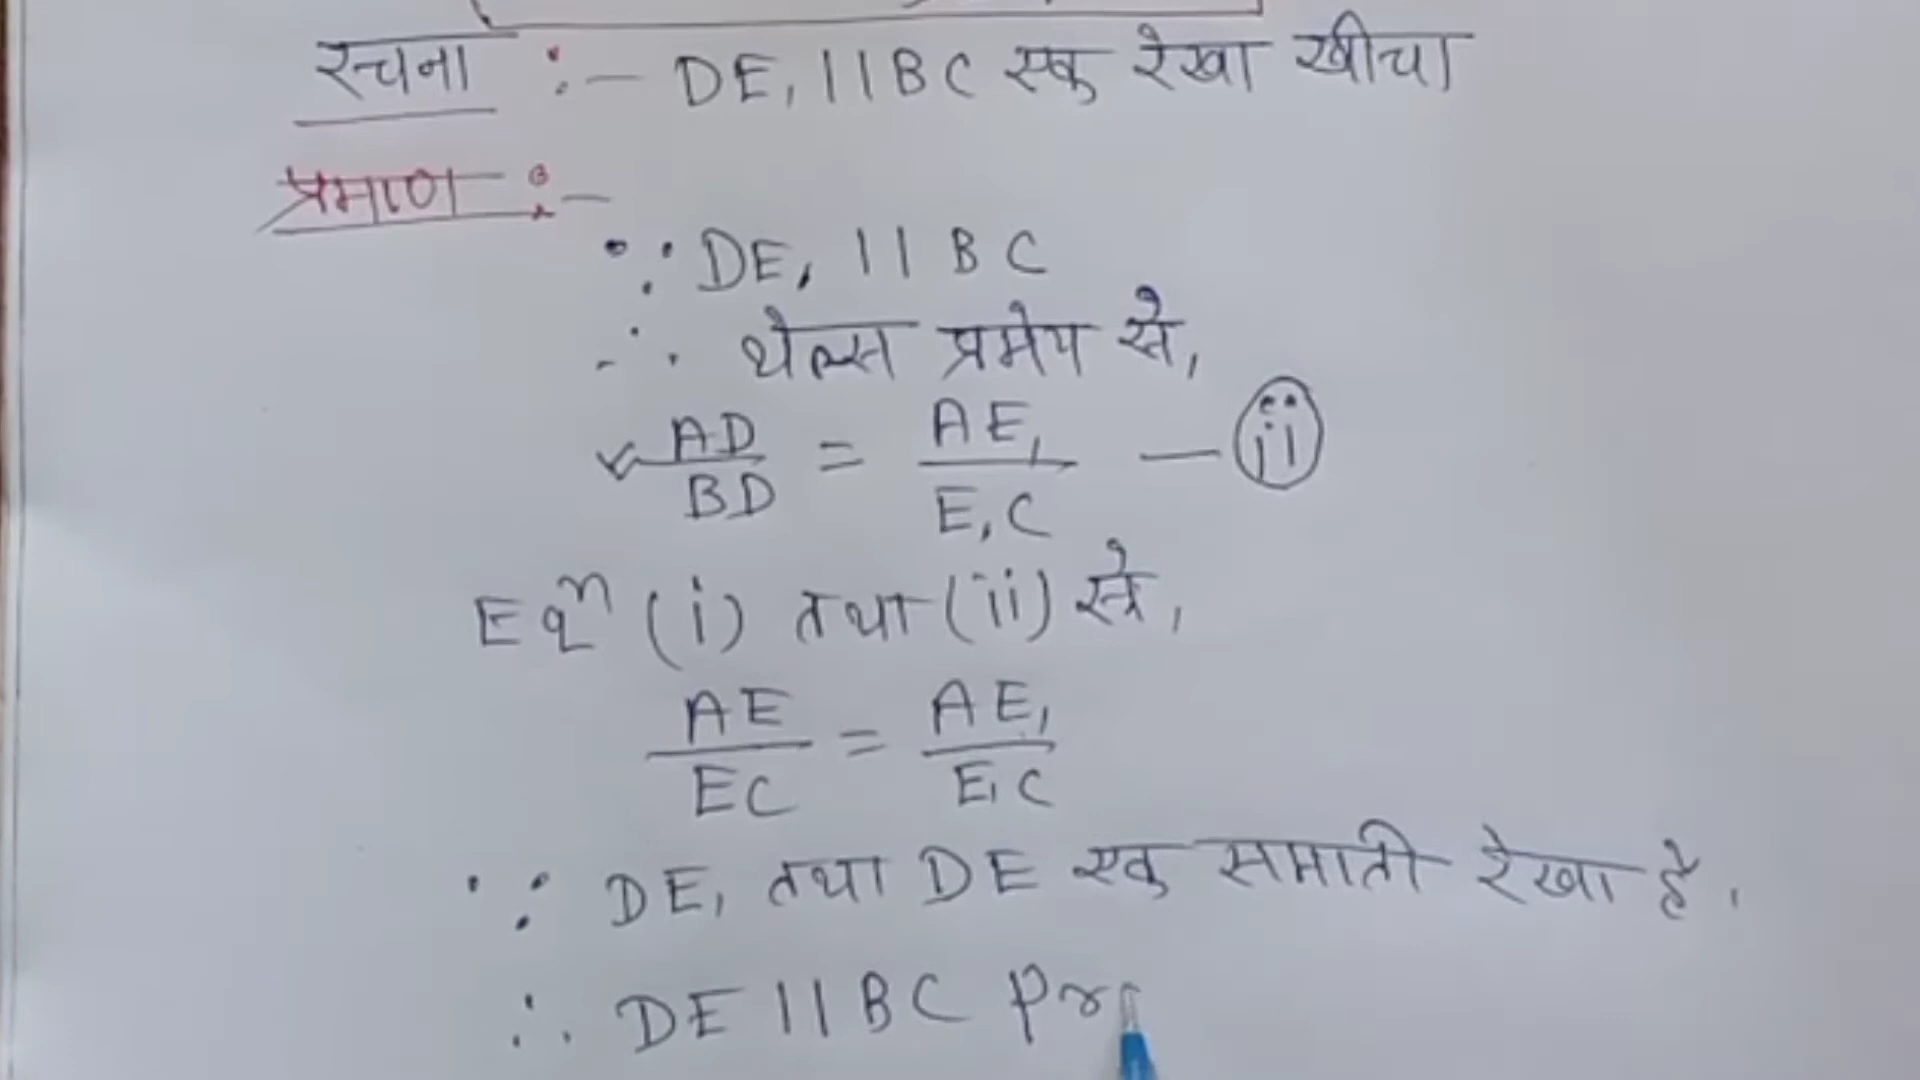 रचना :- DE, || BC एक रेखा खीचा
प्रमाण :-
∵ DE, || BC
∴ थेल्स प्रमेय से,
AD/BD = AE,/E,C — (ii)
Eqⁿ (i) तथा (ii) से,
AE/EC = AE,/E,C
∵ DE, तथा DE एक समाती रेखा है.
∴ DE || BC Pro